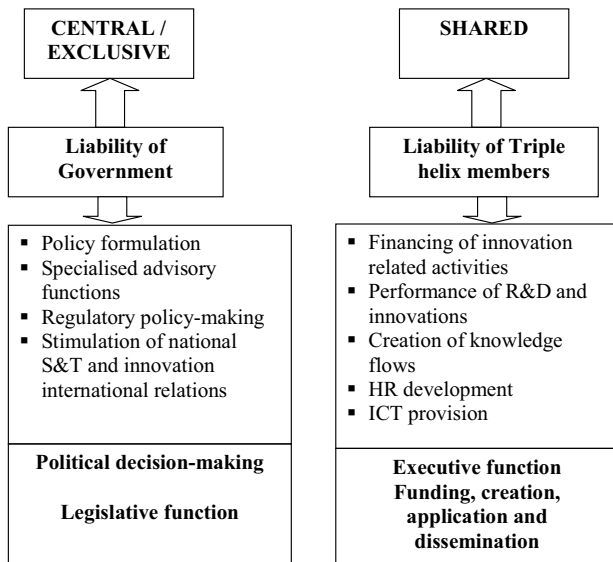 CENTRAL /
EXCLUSIVE
Liability of
Government
▪ Policy formulation
▪ Specialised advisory
functions
▪ Regulatory policy-making
▪ Stimulation of national
S&T and innovation
international relations
Political decision-making
Legislative function
SHARED
Liability of Triple
helix members
▪ Financing of innovation
related activities
▪ Performance of R&D and
innovations
▪ Creation of knowledge
flows
▪ HR development
▪ ICT provision
Executive function
Funding, creation,
application and
dissemination